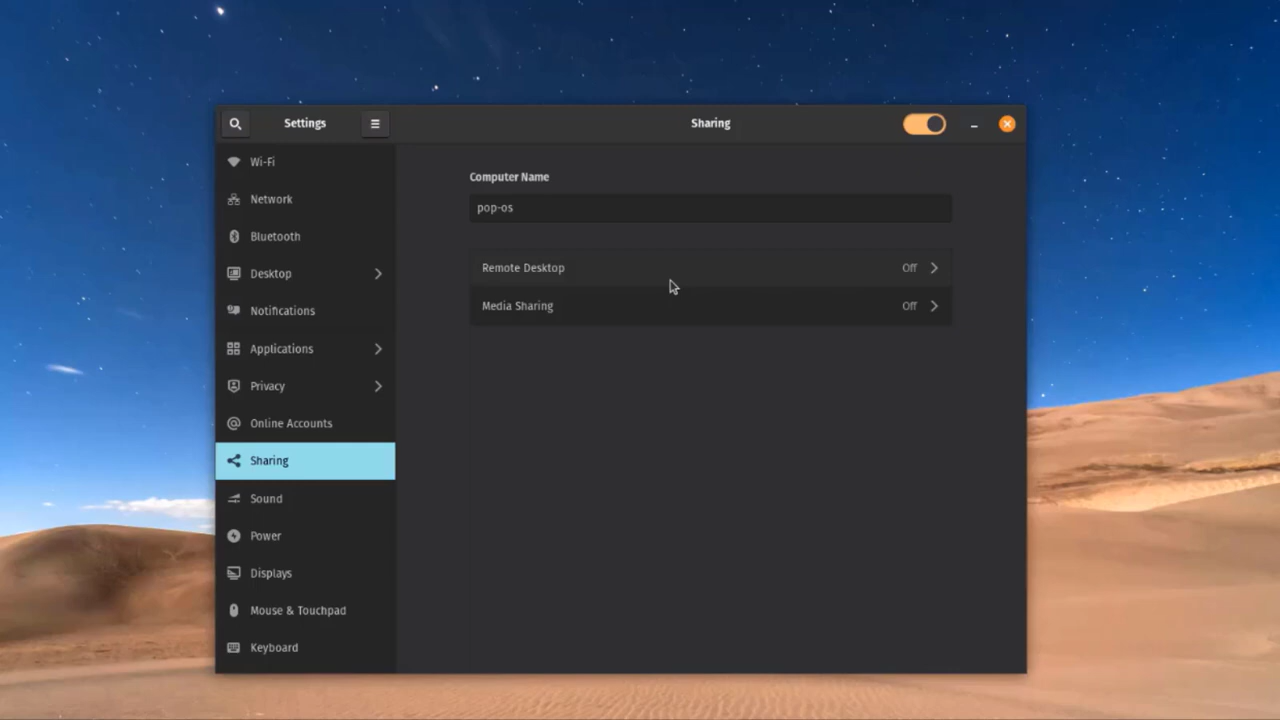 Settings
Sharing
Wi-Fi
Network
Bluetooth
Desktop
Notifications
Applications
Privacy
Online Accounts
Sharing
Sound
Power
Displays
Mouse & Touchpad
Keyboard
Computer Name
pop-os
Remote Desktop Off
Media Sharing Off